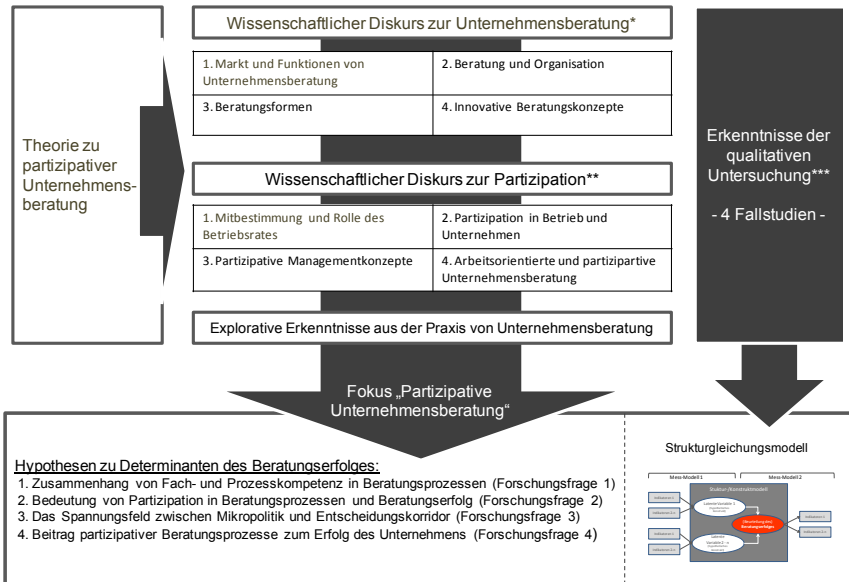 Wissenschaftlicher Diskurs zur Unternehmensberatung*
1. Markt und Funktionen von
Unternehmensberatung
2. Beratung und Organisation
3. Beratungsformen
4. Innovative Beratungskonzepte
Theorie zu
partizipativer
Unternehmens-
beratung
Wissenschaftlicher Diskurs zur Partizipation**
1. Mitbestimmung und Rolle des
Betriebsrates
2. Partizipation in Betrieb und
Unternehmen
3. Partizipative Managementkonzepte
4. Arbeitsorientierte und partizipartive
Unternehmensberatung
Explorative Erkenntnisse aus der Praxis von Unternehmensberatung
Erkenntnisse der
qualitativen
Untersuchung***
- 4 Fallstudien -
Fokus „Partizipative
Unternehmensberatung“
Hypothesen zu Determinanten des Beratungserfolges:
1. Zusammenhang von Fach- und Prozesskompetenz in Beratungsprozessen (Forschungsfrage 1)
2. Bedeutung von Partizipation in Beratungsprozessen und Beratungserfolg (Forschungsfrage 2)
3. Das Spannungsfeld zwischen Mikropolitik und Entscheidungskorridor (Forschungsfrage 3)
4. Beitrag partizipativer Beratungsprozesse zum Erfolg des Unternehmens (Forschungsfrage 4)
Strukturgleichungsmodell
Mess-Modell 1
Mess-Modell 2
Struktur-/Konstruktmodell